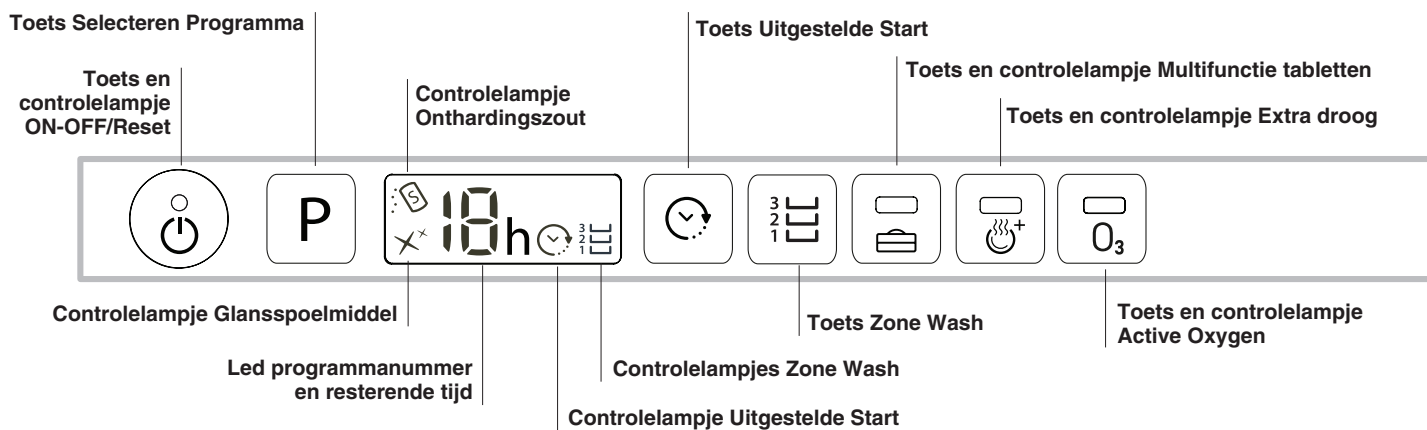 Toets Selecteren Programma
Toets Uitgestelde Start
Toets en controlelampje Multifunctie tabletten
Toets en
controlelampje
ON-OFF/Reset
Controlelampje
Onthardingszout
Toets en controlelampje Extra droog
P
S
18h
3
2
1
3
2
1
+
O3
Controlelampje Glansspoelmiddel
Toets Zone Wash
Toets en controlelampje
Active Oxygen
Led programmanummer
en resterende tijd
Controlelampjes Zone Wash
Controlelampje Uitgestelde Start